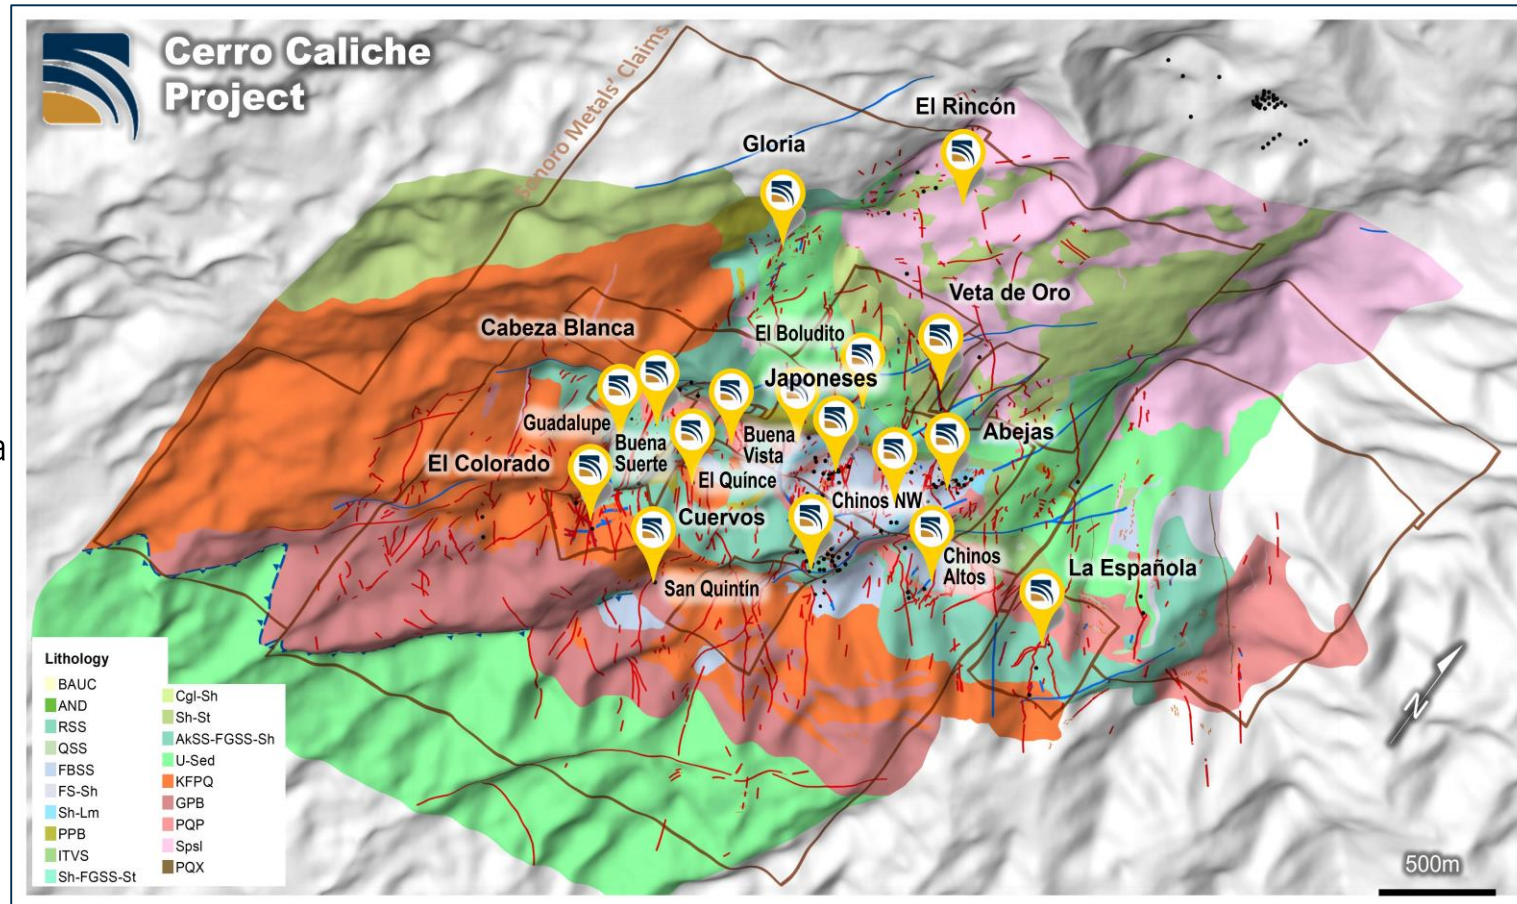 Cerro Caliche
Project
Sonoro Metals' Claims
El Rincón
Gloria
Veta de Oro
Cabeza Blanca
El Boludito
Japoneses
Guadalupe
Buena
Suerte
Buena
Vista
Abejas
El Colorado
El Quínce
Chinos NW
Cuervos
Chinos
Altos
La Española
San Quintín
a
N
500m
Lithology
BAUC
AND
RSS
QSS
FBSS
FS-Sh
Sh-Lm
PPB
ITVS
Sh-FGSS-St
Cgl-Sh
Sh-St
AkSS-FGSS-Sh
U-Sed
KFPQ
GPB
PQP
Spsl
PQX